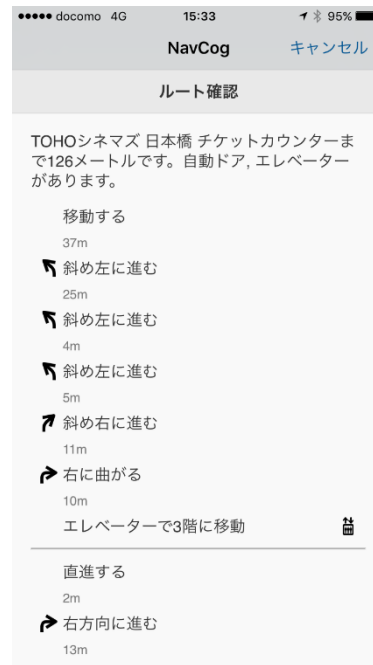 docomo 4G 15:33 95%
NavCog キャンセル
ルート確認
TOHOシネマズ 日本橋 チケットカウンターま
で126メートルです。自動ドア, エレベーター
があります。
移動する
37m
斜め左に進む
25m
斜め左に進む
4m
斜め左に進む
5m
斜め右に進む
11m
右に曲がる
10m
エレベーターで3階に移動
直進する
2m
右方向に進む
13m